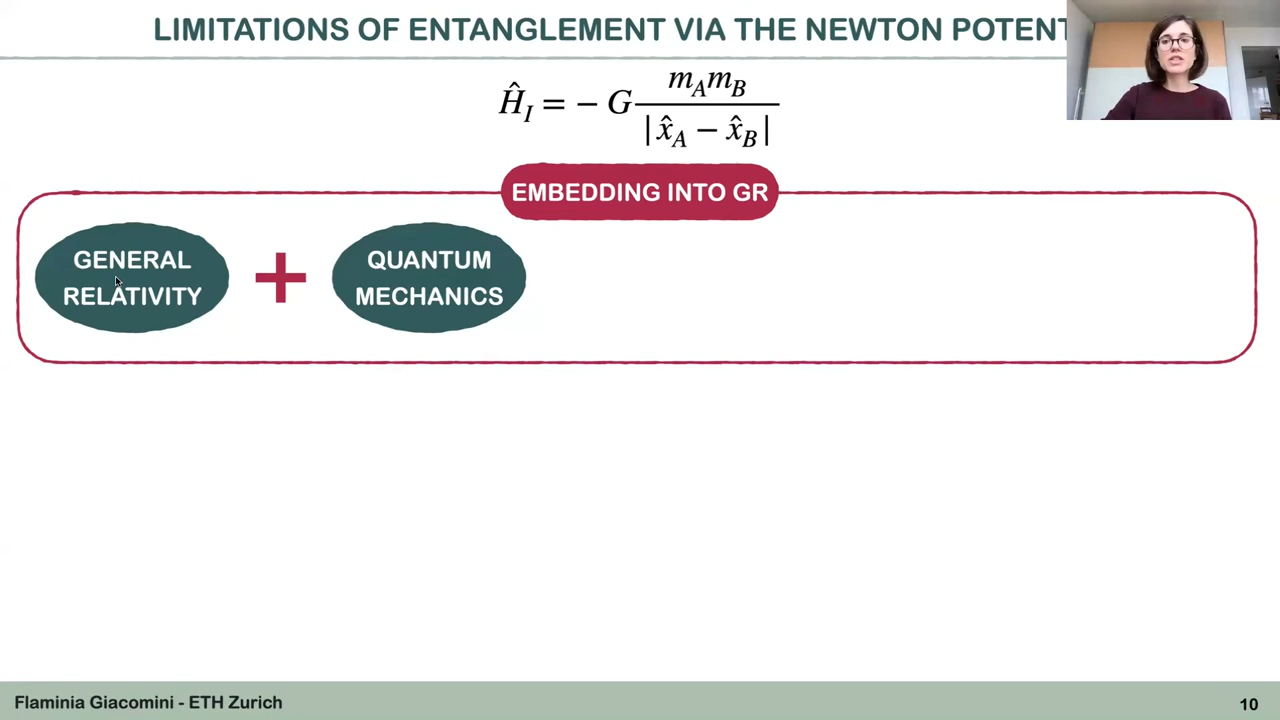 LIMITATIONS OF ENTANGLEMENT VIA THE NEWTON POTENT
Ĥ_I = − G m_A m_B / |x̂_A − x̂_B|
EMBEDDING INTO GR
GENERAL
RELATIVITY
+
QUANTUM
MECHANICS
Flaminia Giacomini - ETH Zurich
10